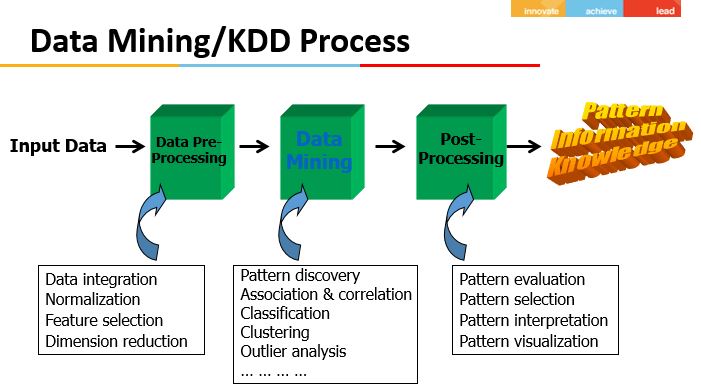 innovate achieve lead
Data Mining/KDD Process
Input Data
Data Pre-
Processing
Data
Mining
Post-
Processing
Pattern
Information
Knowledge
Data integration
Normalization
Feature selection
Dimension reduction
Pattern discovery
Association & correlation
Classification
Clustering
Outlier analysis
… … … …
Pattern evaluation
Pattern selection
Pattern interpretation
Pattern visualization